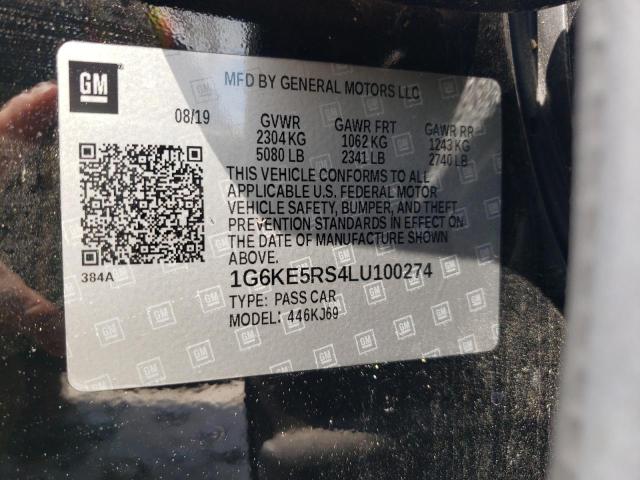 GM
MFD BY GENERAL MOTORS LLC
08/19 GVWR GAWR FRT GAWR RR
2304 KG 1062 KG 1243 KG
5080 LB 2341 LB 2740 LB
THIS VEHICLE CONFORMS TO ALL
APPLICABLE U.S. FEDERAL MOTOR
VEHICLE SAFETY, BUMPER, AND THEFT
PREVENTION STANDARDS IN EFFECT ON
THE DATE OF MANUFACTURE SHOWN
ABOVE.
384A
1G6KE5RS4LU100274
TYPE: PASS CAR
MODEL: 446KJ69